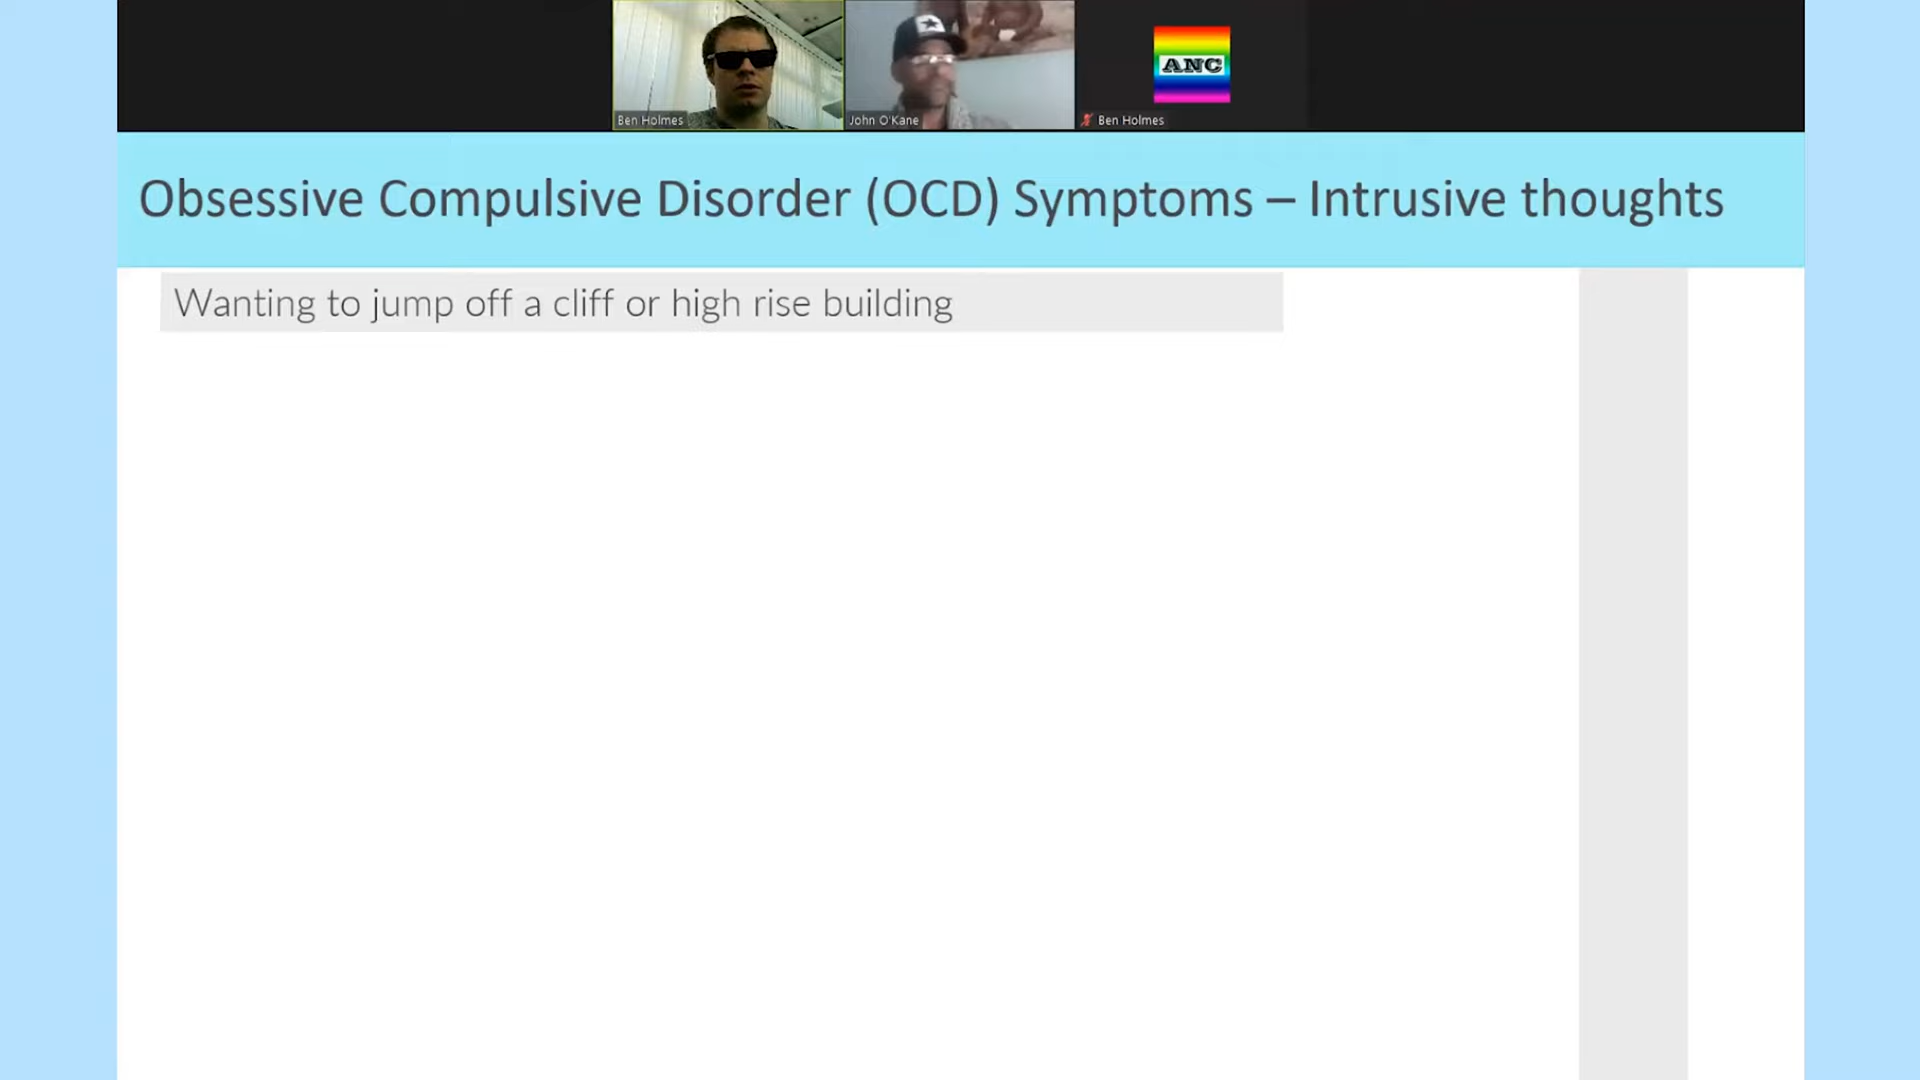 Ben Holmes
John O'Kane
ANC
Ben Holmes
Obsessive Compulsive Disorder (OCD) Symptoms – Intrusive thoughts
Wanting to jump off a cliff or high rise building